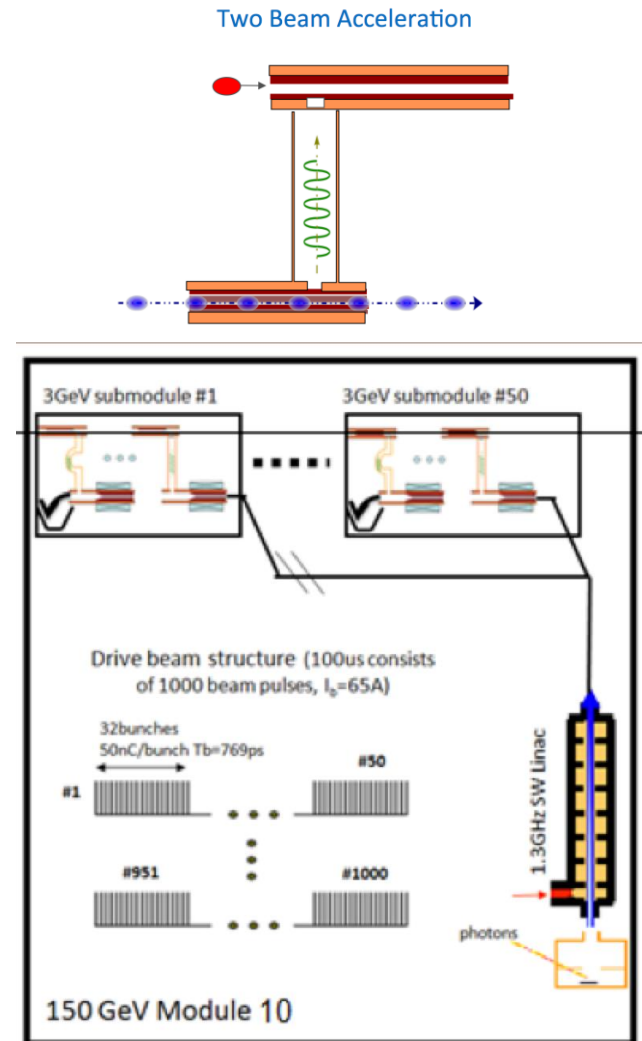 Two Beam Acceleration
3GeV submodule #1
3GeV submodule #50
Drive beam structure (100us consists
of 1000 beam pulses, Ib=65A)
32bunches
50nC/bunch Tb=769ps
#1
#50
#951
#1000
1.3GHz SW Linac
photons
150 GeV Module 10